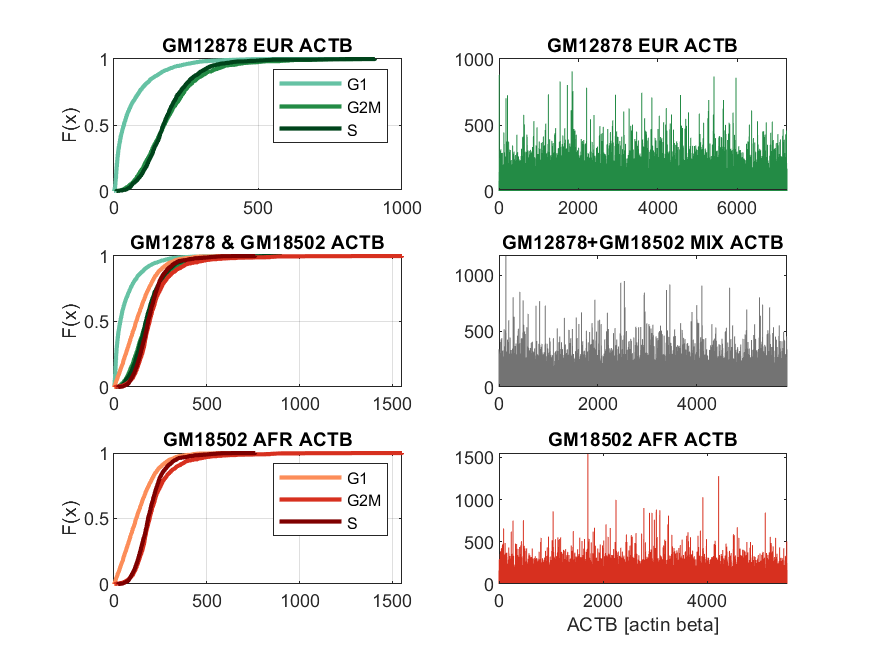 GM12878 EUR ACTB
F(x)
1
0.5
0
0
500
1000
G1
G2M
S
GM12878 EUR ACTB
1000
500
0
0
2000
4000
6000
GM12878 & GM18502 ACTB
F(x)
1
0.5
0
0
500
1000
1500
GM12878+GM18502 MIX ACTB
1000
500
0
0
2000
4000
GM18502 AFR ACTB
F(x)
1
0.5
0
0
500
1000
1500
G1
G2M
S
GM18502 AFR ACTB
1500
1000
500
0
0
2000
4000
ACTB [actin beta]